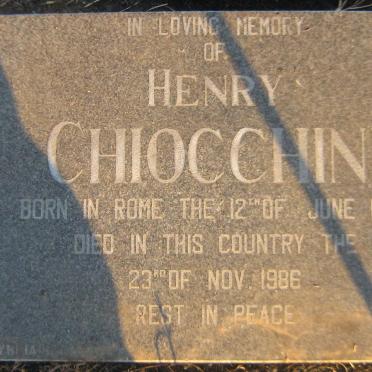 IN LOVING MEMORY
OF
HENRY
CHIOCCHIN
BORN IN ROME THE 12TH OF JUNE
DIED IN THIS COUNTRY THE
23RD OF NOV. 1986
REST IN PEACE